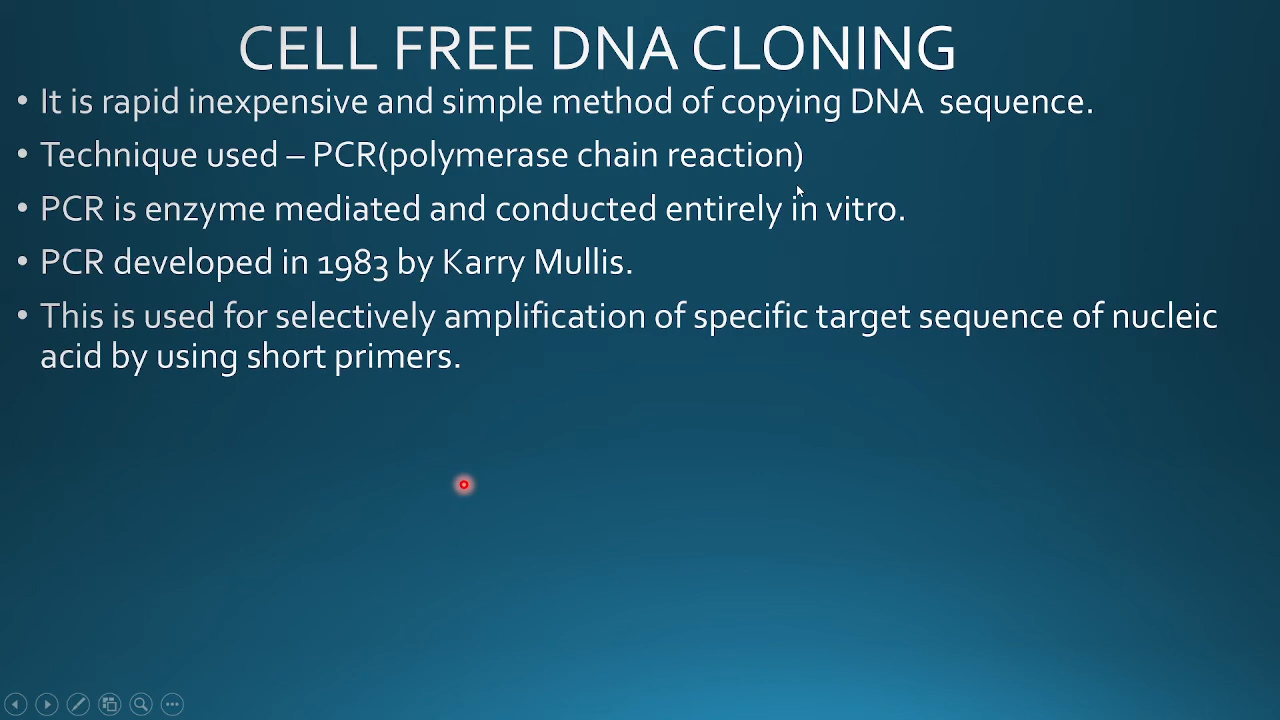 CELL FREE DNA CLONING
• It is rapid inexpensive and simple method of copying DNA  sequence.
• Technique used – PCR(polymerase chain reaction)
• PCR is enzyme mediated and conducted entirely in vitro.
• PCR developed in 1983 by Karry Mullis.
• This is used for selectively amplification of specific target sequence of nucleic
acid by using short primers.